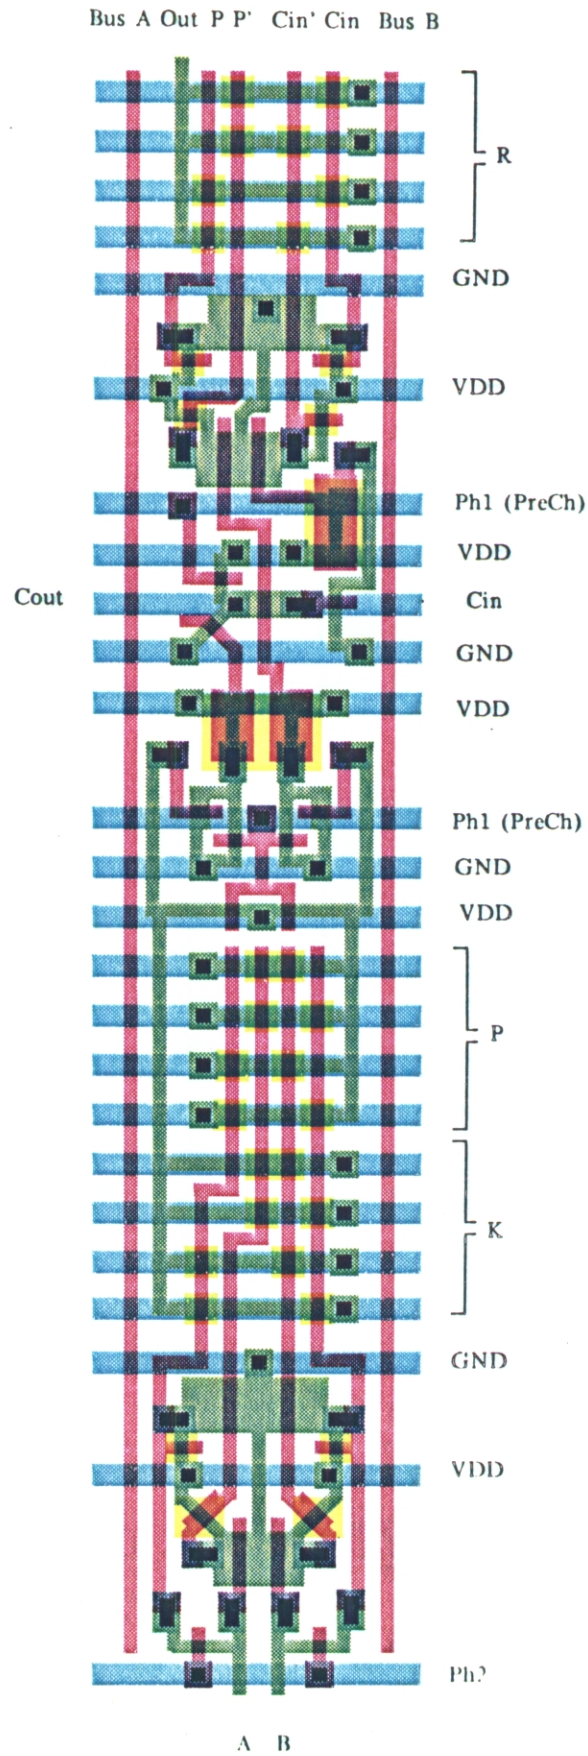 Bus A Out P P' Cin' Cin Bus B
R
GND
VDD
Ph1 (PreCh)
VDD
Cout Cin
GND
VDD
Ph1 (PreCh)
GND
VDD
P
K
GND
VDD
Ph2
A B